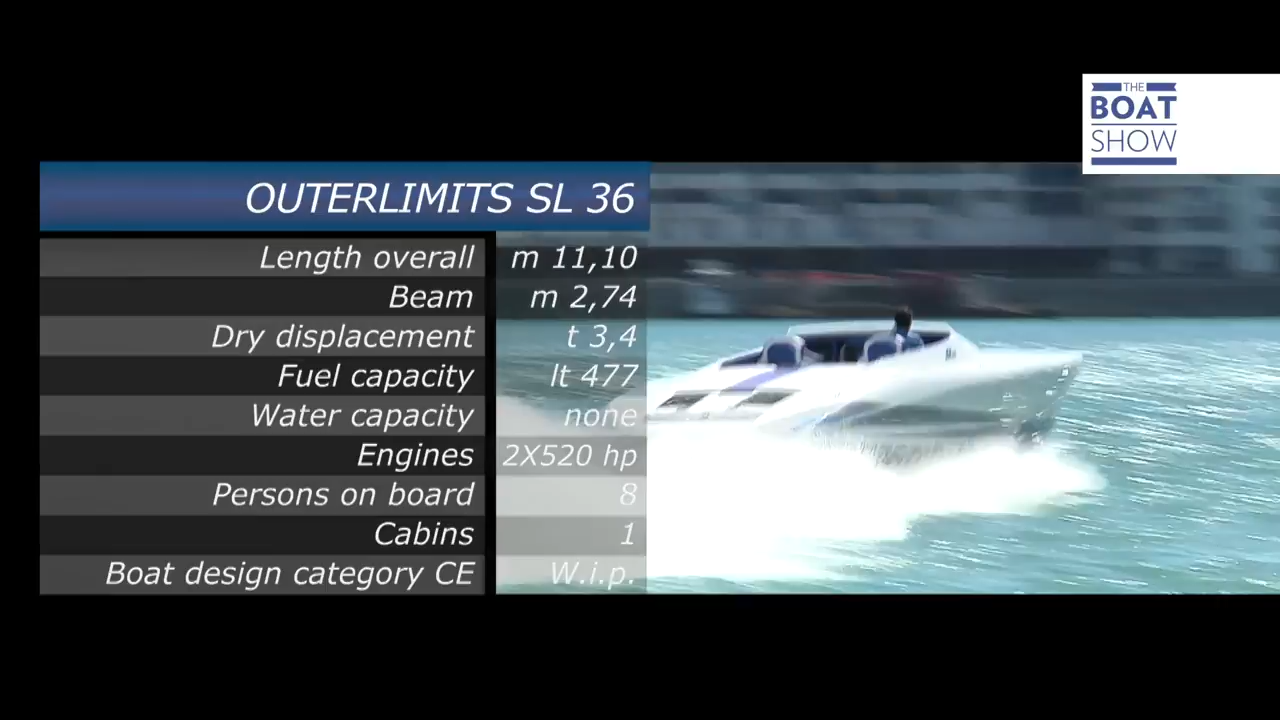 THE
BOAT
SHOW
OUTERLIMITS SL 36
Length overall m 11,10
Beam m 2,74
Dry displacement t 3,4
Fuel capacity lt 477
Water capacity none
Engines 2X520 hp
Persons on board 8
Cabins 1
Boat design category CE W.i.p.